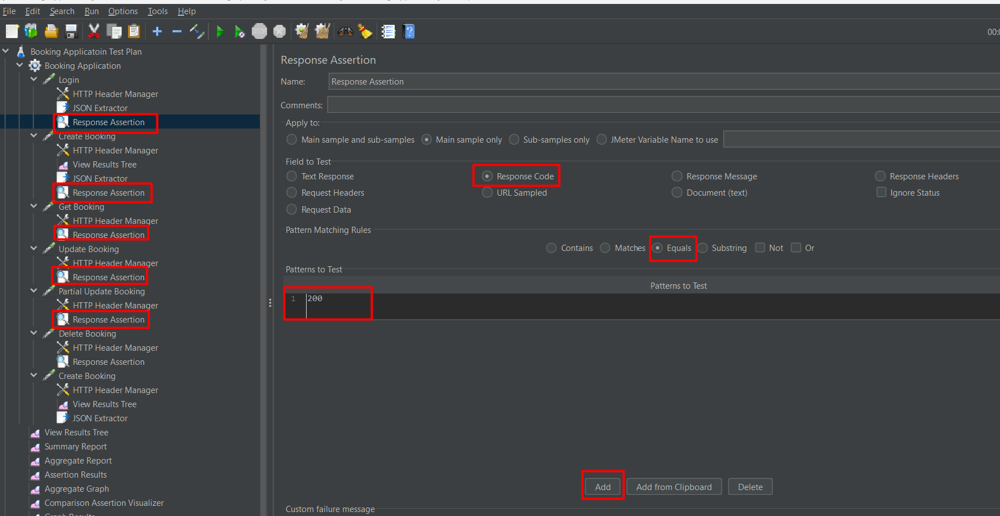 File Edit Search Run Options Tools Help
STOP
00:0
Booking Applicatoin Test Plan
Booking Application
Login
HTTP Header Manager
JSON Extractor
Response Assertion
Create Booking
HTTP Header Manager
View Results Tree
JSON Extractor
Response Assertion
Get Booking
HTTP Header Manager
Response Assertion
Update Booking
HTTP Header Manager
Response Assertion
Partial Update Booking
HTTP Header Manager
Response Assertion
Delete Booking
HTTP Header Manager
Response Assertion
Create Booking
HTTP Header Manager
View Results Tree
JSON Extractor
View Results Tree
Summary Report
Aggregate Report
Assertion Results
Aggregate Graph
Comparison Assertion Visualizer
Graph Results
Response Assertion
Name: Response Assertion
Comments:
Apply to:
Main sample and sub-samples Main sample only Sub-samples only JMeter Variable Name to use
Field to Test
Text Response Response Code Response Message Response Headers
Request Headers URL Sampled Document (text) Ignore Status
Request Data
Pattern Matching Rules
Contains Matches Equals Substring Not Or
Patterns to Test
Patterns to Test
1 200
Add Add from Clipboard Delete
Custom failure message